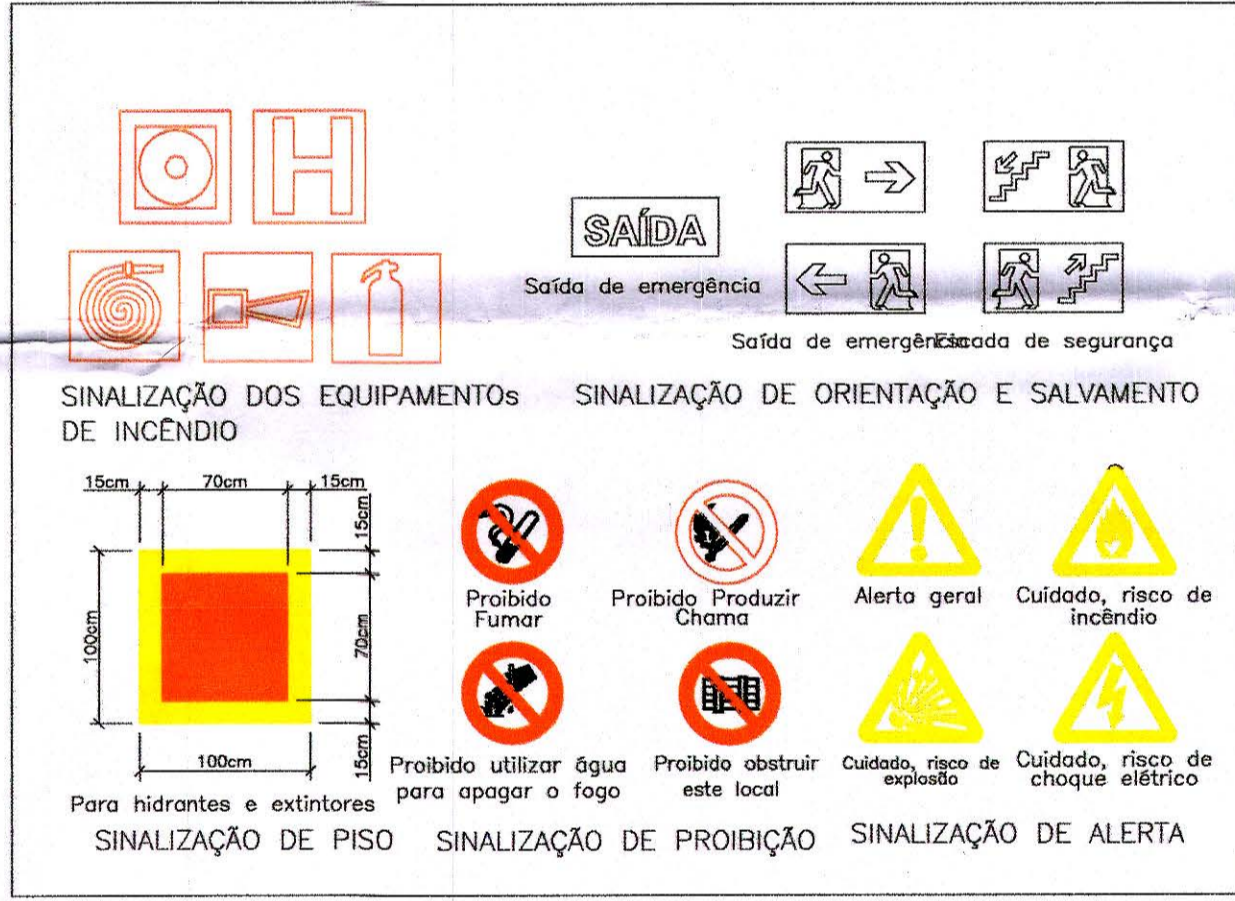 H
SAÍDA
Saída de emergência
Saída de emergência
Escada de segurança
SINALIZAÇÃO DOS EQUIPAMENTOs
DE INCÊNDIO
SINALIZAÇÃO DE ORIENTAÇÃO E SALVAMENTO
15cm
70cm
15cm
15cm
100cm
70cm
15cm
100cm
Para hidrantes e extintores
SINALIZAÇÃO DE PISO
Proibido
Fumar
Proibido Produzir
Chama
Proibido utilizar água
para apagar o fogo
Proibido obstruir
este local
SINALIZAÇÃO DE PROIBIÇÃO
Alerta geral
Cuidado, risco de
incêndio
Cuidado, risco de
explosão
Cuidado, risco de
choque elétrico
SINALIZAÇÃO DE ALERTA